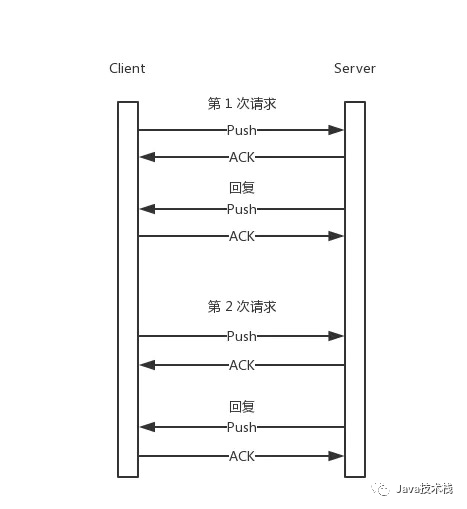 Client Server
第 1 次请求
Push
ACK
回复
Push
ACK
第 2 次请求
Push
ACK
回复
Push
ACK
Java技术栈